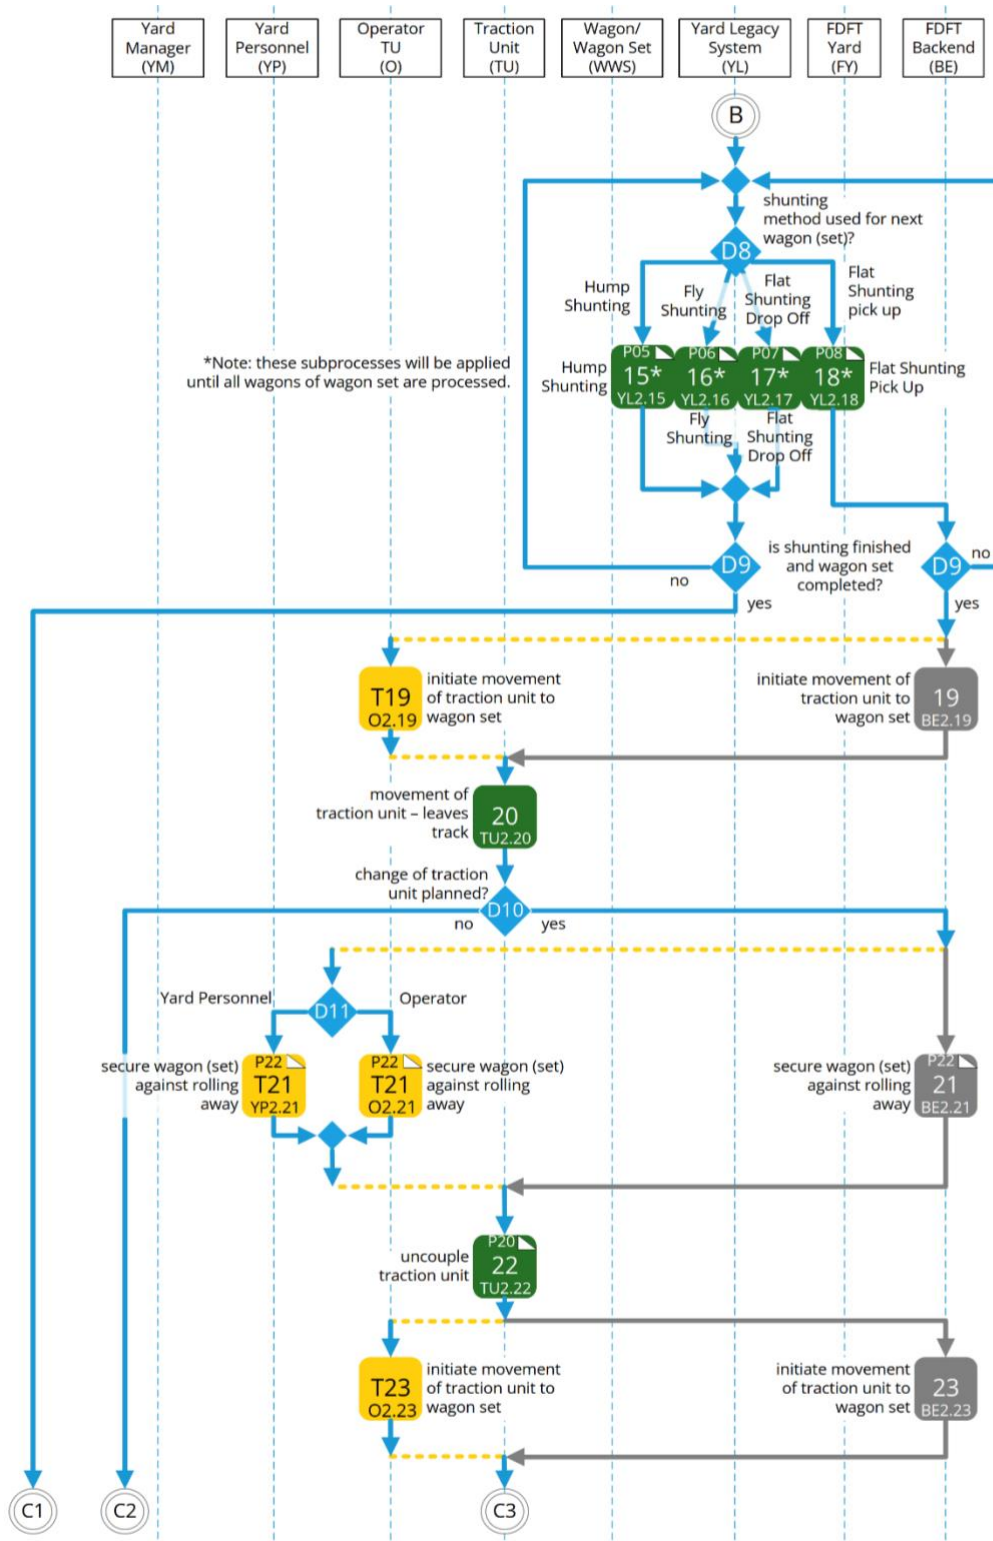 Yard
Manager
(YM)
Yard
Personnel
(YP)
Operator
TU
(O)
Traction
Unit
(TU)
Wagon/
Wagon Set
(WWS)
Yard Legacy
System
(YL)
FDFT
Yard
(FY)
FDFT
Backend
(BE)
B
shunting
method used for next
wagon (set)?
D8
Hump
Shunting
Fly
Shunting
Flat
Shunting
Drop Off
Flat
Shunting
pick up
*Note: these subprocesses will be applied
until all wagons of wagon set are processed.
Hump
Shunting
P05
15*
YL2.15
P06
16*
YL2.16
P07
17*
YL2.17
P08
18*
YL2.18
Flat Shunting
Pick Up
Fly
Shunting
Flat
Shunting
Drop Off
D9
no
yes
is shunting finished
and wagon set
completed?
D9
no
yes
T19
O2.19
initiate movement
of traction unit to
wagon set
initiate movement of
traction unit to
wagon set
19
BE2.19
movement of
traction unit – leaves
track
20
TU2.20
change of traction
unit planned?
D10
no
yes
Yard Personnel
D11
Operator
secure wagon (set)
against rolling
away
P22
T21
YP2.21
P22
T21
O2.21
secure wagon (set)
against rolling
away
secure wagon (set)
against rolling
away
P22
21
BE2.21
uncouple
traction unit
P20
22
TU2.22
T23
O2.23
initiate movement
of traction unit to
wagon set
initiate movement
of traction unit to
wagon set
23
BE2.23
C1
C2
C3